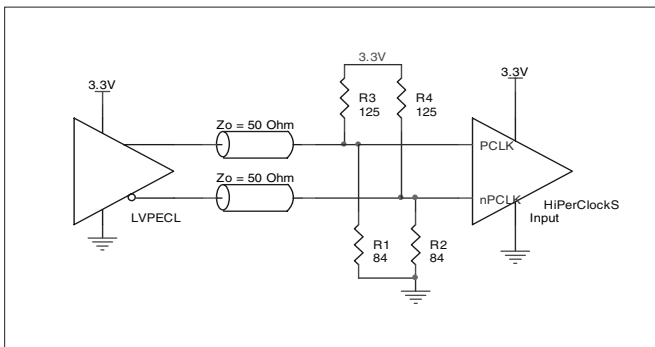 3.3V
3.3V
3.3V
R3
125
R4
125
Zo = 50 Ohm
PCLK
Zo = 50 Ohm
nPCLK
HiPerClockS
Input
LVPECL
R1
84
R2
84